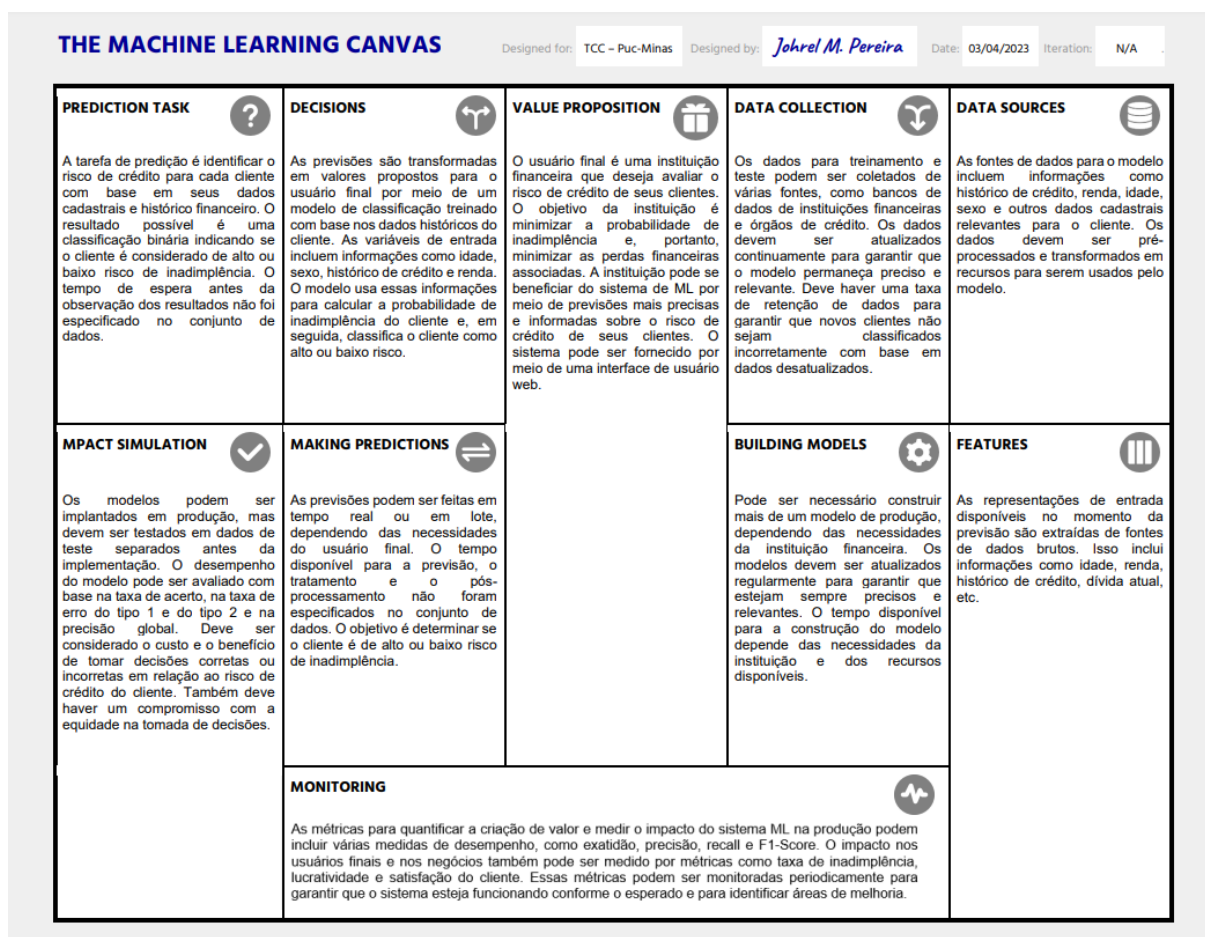 THE MACHINE LEARNING CANVAS
Designed for: TCC – Puc-Minas Designed by: Johrel M. Pereira Date: 03/04/2023 Iteration: N/A .
PREDICTION TASK
A tarefa de predição é identificar o
risco de crédito para cada cliente
com base em seus dados
cadastrais e histórico financeiro. O
resultado possível é uma
classificação binária indicando se
o cliente é considerado de alto ou
baixo risco de inadimplência. O
tempo de espera antes da
observação dos resultados não foi
especificado no conjunto de
dados.
DECISIONS
As previsões são transformadas
em valores propostos para o
usuário final por meio de um
modelo de classificação treinado
com base nos dados históricos do
cliente. As variáveis de entrada
incluem informações como idade,
sexo, histórico de crédito e renda.
O modelo usa essas informações
para calcular a probabilidade de
inadimplência do cliente e, em
seguida, classifica o cliente como
alto ou baixo risco.
VALUE PROPOSITION
O usuário final é uma instituição
financeira que deseja avaliar o
risco de crédito de seus clientes.
O objetivo da instituição é
minimizar a probabilidade de
inadimplência e, portanto,
minimizar as perdas financeiras
associadas. A instituição pode se
beneficiar do sistema de ML por
meio de previsões mais precisas
e informadas sobre o risco de
crédito de seus clientes. O
sistema pode ser fornecido por
meio de uma interface de usuário
web.
DATA COLLECTION
Os dados para treinamento e
teste podem ser coletados de
várias fontes, como bancos de
dados de instituições financeiras
e órgãos de crédito. Os dados
devem ser atualizados
continuamente para garantir que
o modelo permaneça preciso e
relevante. Deve haver uma taxa
de retenção de dados para
garantir que novos clientes não
sejam classificados
incorretamente com base em
dados desatualizados.
DATA SOURCES
As fontes de dados para o modelo
incluem informações como
histórico de crédito, renda, idade,
sexo e outros dados cadastrais
relevantes para o cliente. Os
dados devem ser pré-
processados e transformados em
recursos para serem usados pelo
modelo.
MPACT SIMULATION
Os modelos podem ser
implantados em produção, mas
devem ser testados em dados de
teste separados antes da
implementação. O desempenho
do modelo pode ser avaliado com
base na taxa de acerto, na taxa de
erro do tipo 1 e do tipo 2 e na
precisão global. Deve ser
considerado o custo e o benefício
de tomar decisões corretas ou
incorretas em relação ao risco de
crédito do cliente. Também deve
haver um compromisso com a
equidade na tomada de decisões.
MAKING PREDICTIONS
As previsões podem ser feitas em
tempo real ou em lote,
dependendo das necessidades
do usuário final. O tempo
disponível para a previsão, o
tratamento e o pós-
processamento não foram
especificados no conjunto de
dados. O objetivo é determinar se
o cliente é de alto ou baixo risco
de inadimplência.
BUILDING MODELS
Pode ser necessário construir
mais de um modelo de produção,
dependendo das necessidades
da instituição financeira. Os
modelos devem ser atualizados
regularmente para garantir que
estejam sempre precisos e
relevantes. O tempo disponível
para a construção do modelo
depende das necessidades da
instituição e dos recursos
disponíveis.
FEATURES
As representações de entrada
disponíveis no momento da
previsão são extraídas de fontes
de dados brutos. Isso inclui
informações como idade, renda,
histórico de crédito, dívida atual,
etc.
MONITORING
As métricas para quantificar a criação de valor e medir o impacto do sistema ML na produção podem
incluir várias medidas de desempenho, como exatidão, precisão, recall e F1-Score. O impacto nos
usuários finais e nos negócios também pode ser medido por métricas como taxa de inadimplência,
lucratividade e satisfação do cliente. Essas métricas podem ser monitoradas periodicamente para
garantir que o sistema esteja funcionando conforme o esperado e para identificar áreas de melhoria.